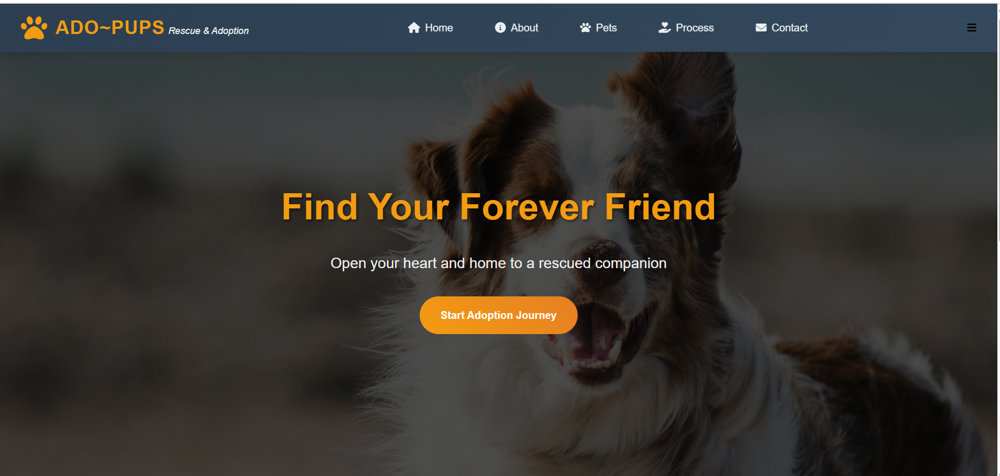 ADO~PUPS Rescue & Adoption
Home
About
Pets
Process
Contact
Find Your Forever Friend
Open your heart and home to a rescued companion
Start Adoption Journey